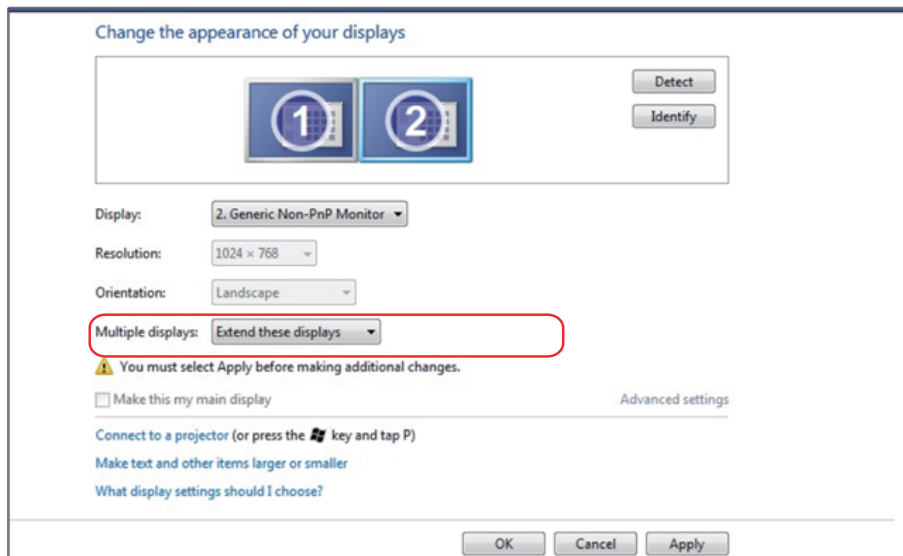 Change the appearance of your displays
1 2
Detect
Identify
Display: 2. Generic Non-PnP Monitor
Resolution: 1024 × 768
Orientation: Landscape
Multiple displays: Extend these displays
You must select Apply before making additional changes.
Make this my main display Advanced settings
Connect to a projector (or press the key and tap P)
Make text and other items larger or smaller
What display settings should I choose?
OK Cancel Apply